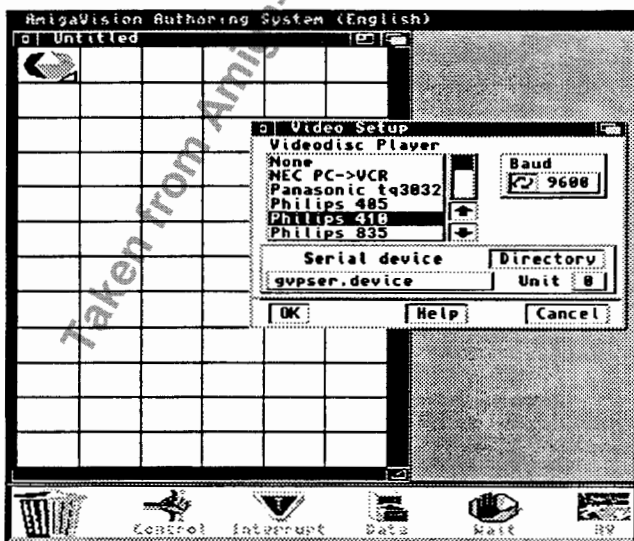 AmigaVision Authoring System (English)
Untitled
Video Setup
Videodisc Player
None
NEC PC->VCR
Panasonic tq3032
Philips 405
Philips 410
Philips 835
Baud
9600
Serial device
Directory
gvpser.device
Unit 0
OK
Help
Cancel
Control
Interrupt
Data
Wait
AV
Taken from Amiga